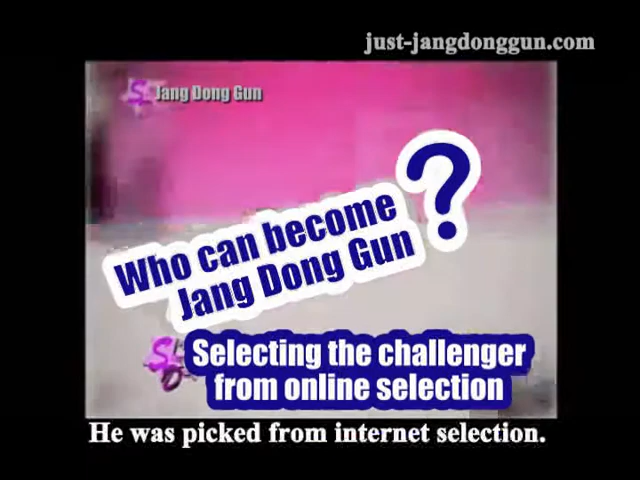 just-jangdonggun.com
Jang Dong Gun
Who can become
Jang Dong Gun
?
Selecting the challenger
from online selection
He was picked from internet selection.